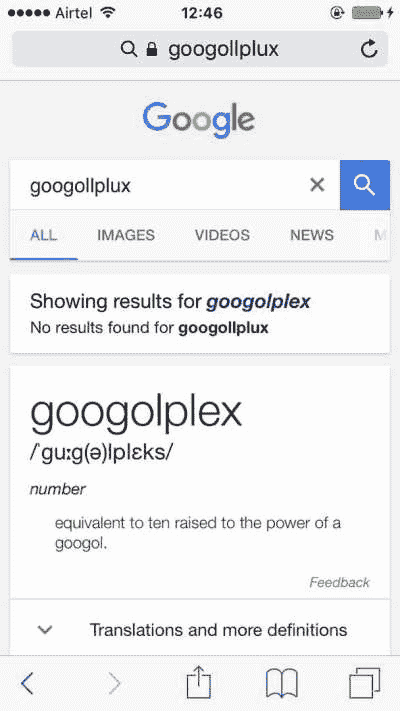 Airtel 12:46
googollplux
Google
googollplux
ALL IMAGES VIDEOS NEWS M
Showing results for googolplex
No results found for googollplux
googolplex
/ˈɡuːɡ(ə)lplɛks/
number
equivalent to ten raised to the power of a
googol.
Feedback
Translations and more definitions